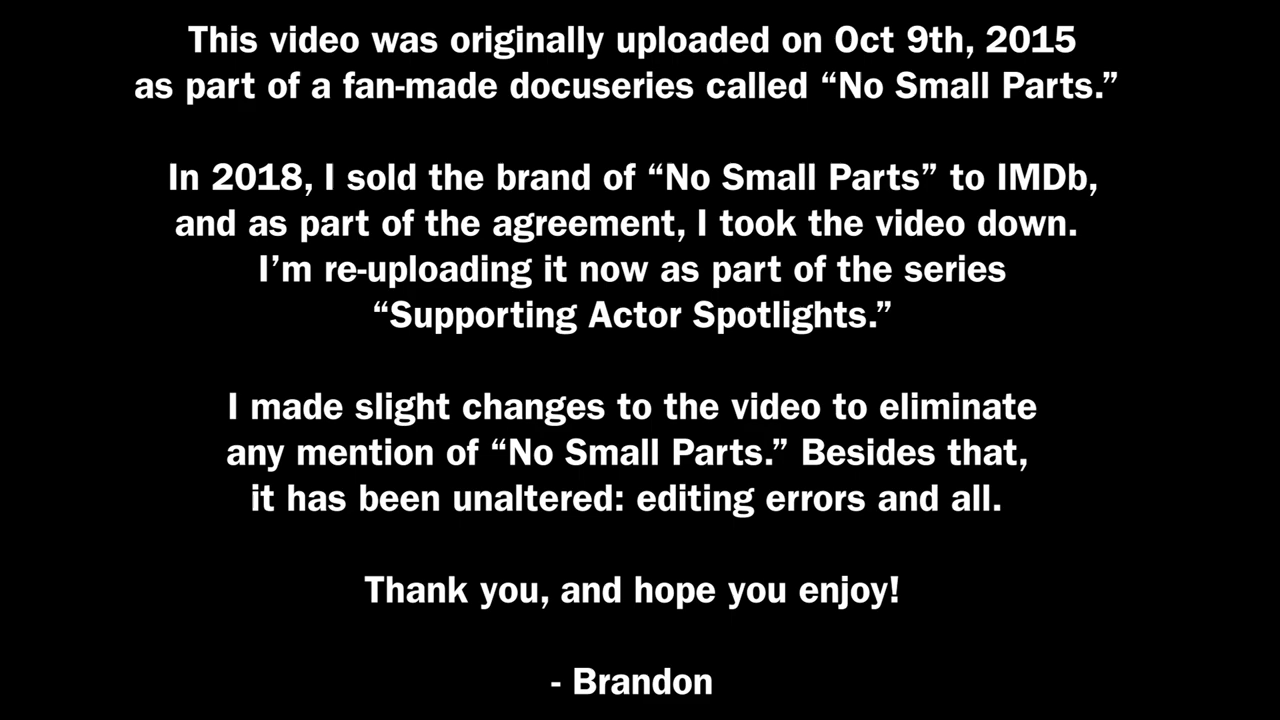 This video was originally uploaded on Oct 9th, 2015
as part of a fan-made docuseries called “No Small Parts.”
In 2018, I sold the brand of “No Small Parts” to IMDb,
and as part of the agreement, I took the video down.
I’m re-uploading it now as part of the series
“Supporting Actor Spotlights.”
I made slight changes to the video to eliminate
any mention of “No Small Parts.” Besides that,
it has been unaltered: editing errors and all.
Thank you, and hope you enjoy!
- Brandon